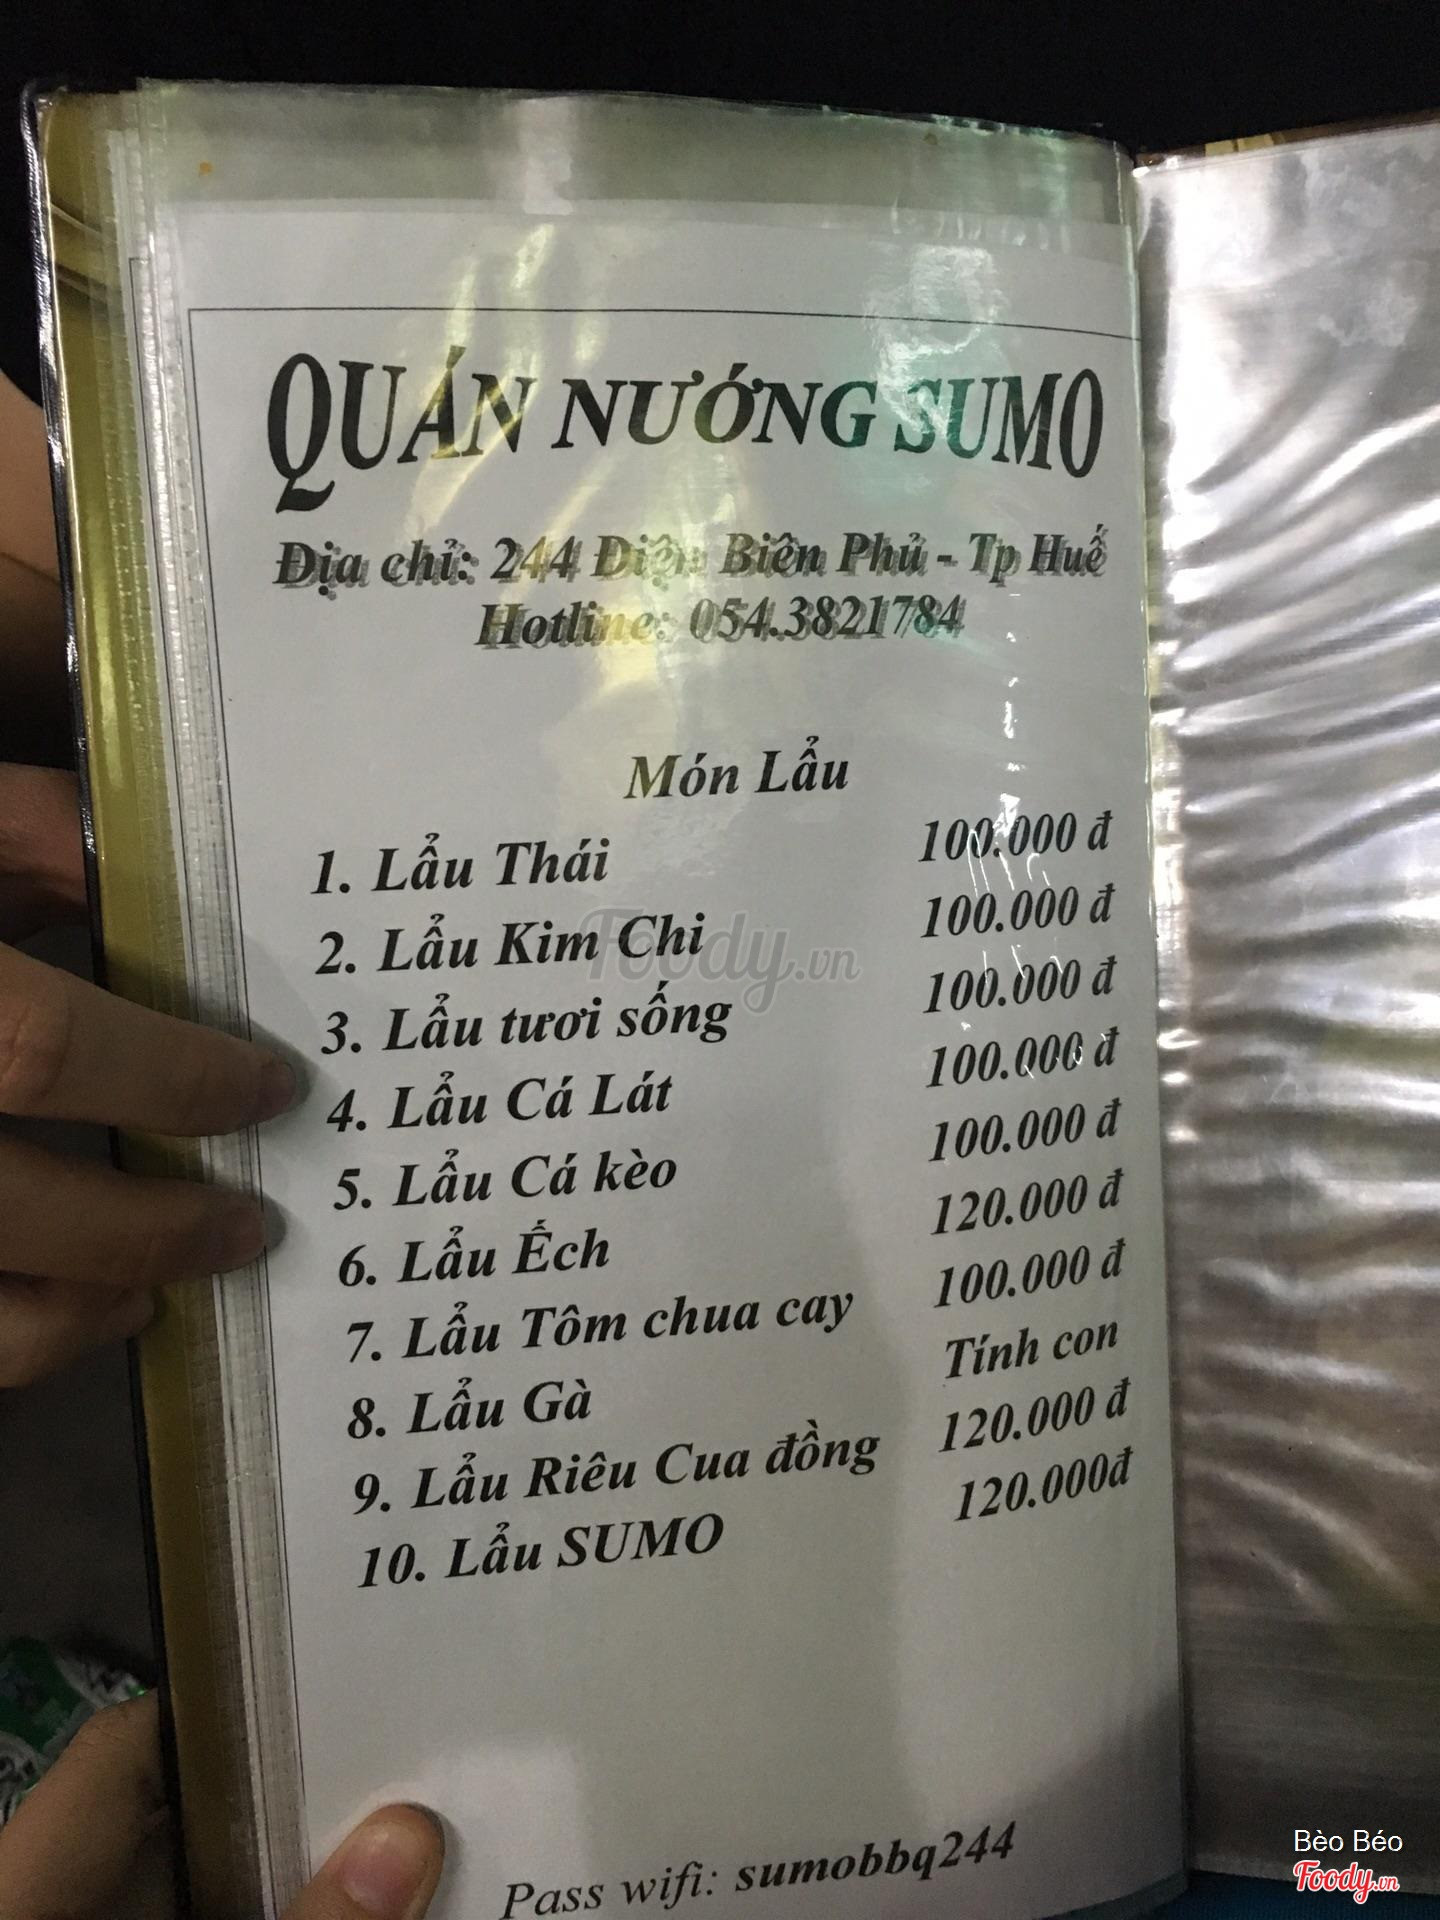 QUÁN NƯỚNG SUMO
Địa chỉ: 244 Điện Biên Phủ - Tp Huế
Hotline: 054.3821784
Món Lẩu
1. Lẩu Thái 100.000 đ
2. Lẩu Kim Chi 100.000 đ
3. Lẩu tươi sống 100.000 đ
4. Lẩu Cá Lát 100.000 đ
5. Lẩu Cá kèo 100.000 đ
6. Lẩu Ếch 120.000 đ
7. Lẩu Tôm chua cay 100.000 đ
8. Lẩu Gà Tính con
9. Lẩu Riêu Cua đồng 120.000 đ
10. Lẩu SUMO 120.000đ
Pass wifi: sumobbq244
Foody.vn
Bèo Béo
Foody.vn